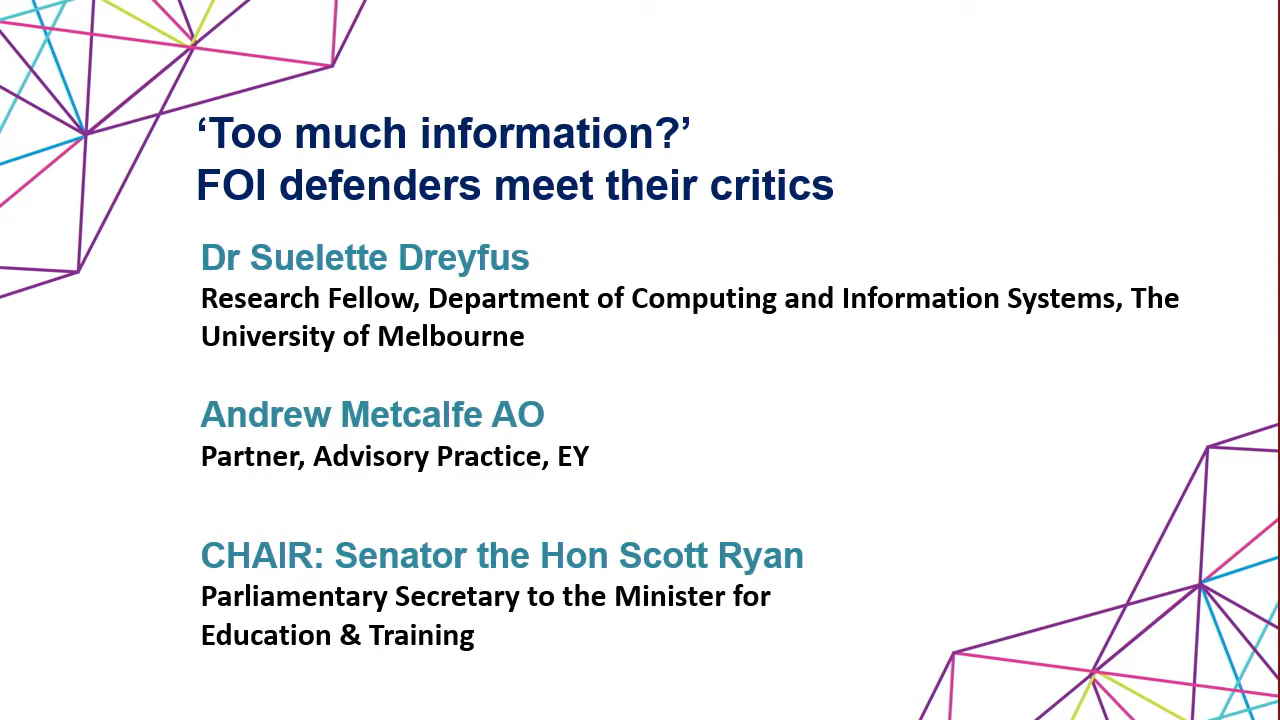 ‘Too much information?’
FOI defenders meet their critics
Dr Suelette Dreyfus
Research Fellow, Department of Computing and Information Systems, The
University of Melbourne
Andrew Metcalfe AO
Partner, Advisory Practice, EY
CHAIR: Senator the Hon Scott Ryan
Parliamentary Secretary to the Minister for
Education & Training